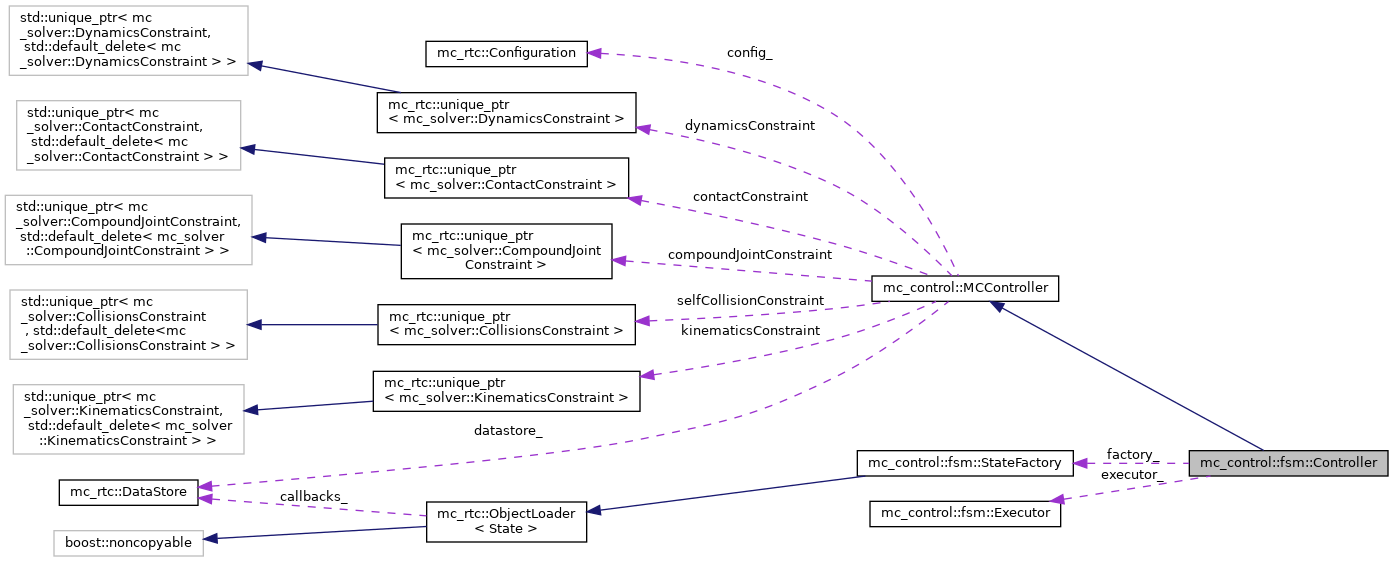 std::unique_ptr< mc
_solver::DynamicsConstraint,
std::default_delete< mc
_solver::DynamicsConstraint > >
mc_rtc::Configuration
config_
mc_rtc::unique_ptr
< mc_solver::DynamicsConstraint >
dynamicsConstraint
std::unique_ptr< mc
_solver::ContactConstraint,
std::default_delete< mc
_solver::ContactConstraint > >
mc_rtc::unique_ptr
< mc_solver::ContactConstraint >
contactConstraint
std::unique_ptr< mc
_solver::CompoundJointConstraint,
std::default_delete< mc_solver
::CompoundJointConstraint > >
mc_rtc::unique_ptr
< mc_solver::CompoundJoint
Constraint >
compoundJointConstraint
mc_control::MCController
std::unique_ptr< mc
_solver::CollisionsConstraint
, std::default_delete<mc
_solver::CollisionsConstraint > >
mc_rtc::unique_ptr
< mc_solver::CollisionsConstraint >
selfCollisionConstraint
kinematicsConstraint
std::unique_ptr< mc
_solver::KinematicsConstraint,
std::default_delete< mc_solver
::KinematicsConstraint > >
mc_rtc::unique_ptr
< mc_solver::KinematicsConstraint >
datastore_
mc_rtc::DataStore
callbacks_
mc_rtc::ObjectLoader
< State >
boost::noncopyable
mc_control::fsm::StateFactory
factory_
executor_
mc_control::fsm::Controller
mc_control::fsm::Executor